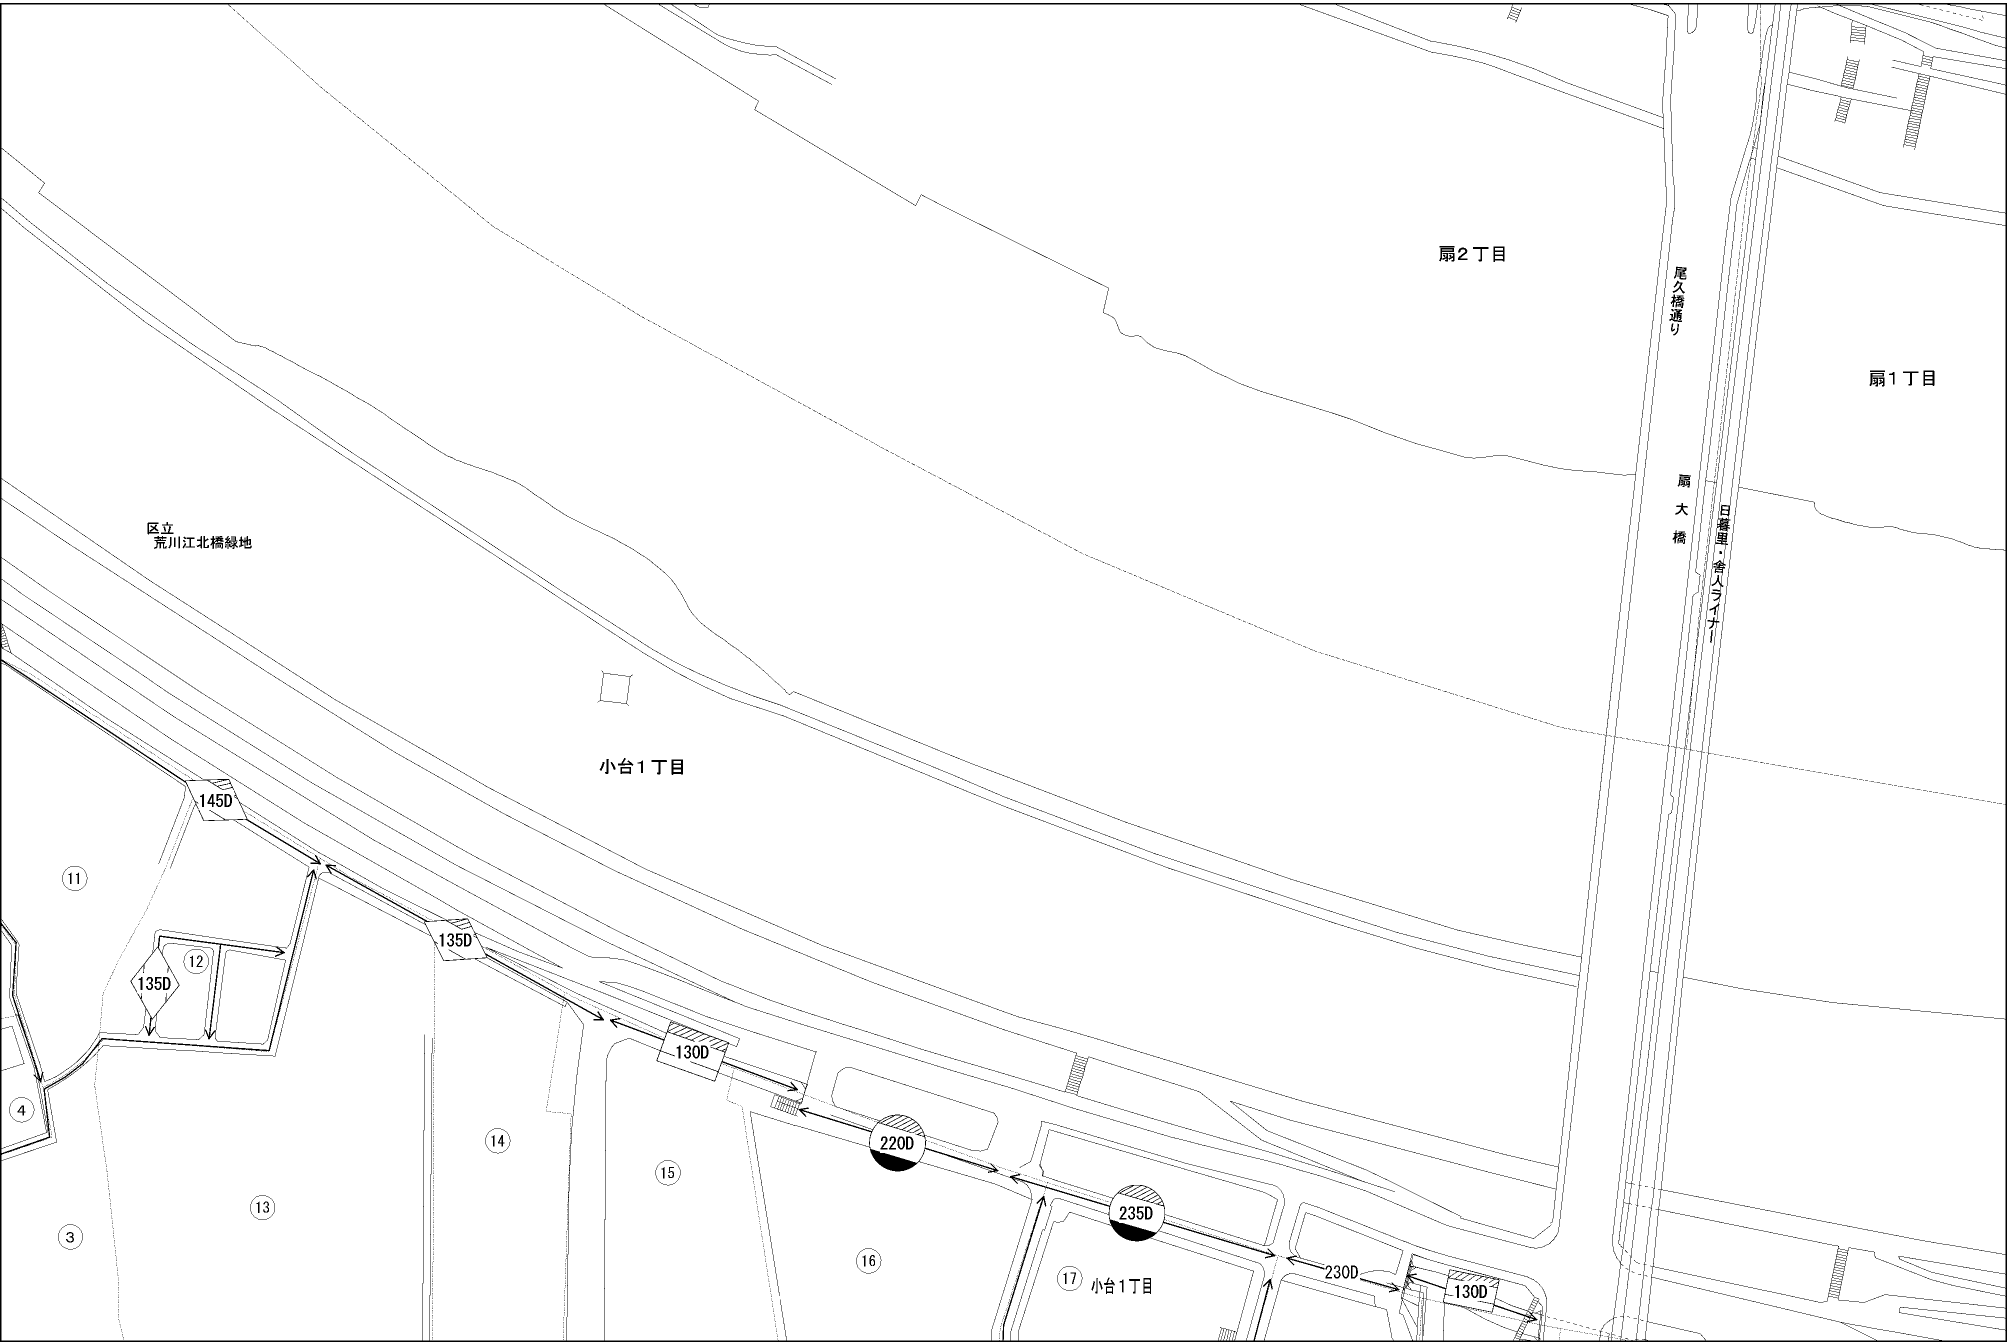 扇2丁目
尾久橋通り
扇1丁目
扇大橋
日暮里・舎人ライナー
区立
荒川江北橋緑地
小台1丁目
145D
11
135D
12
135D
130D
4
14
220D
15
13
235D
3
16
17
小台1丁目
230D
130D